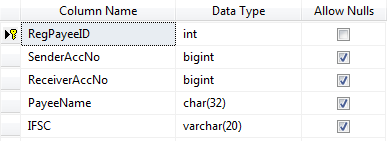 Column Name Data Type Allow Nulls
RegPayeeID int
SenderAccNo bigint
ReceiverAccNo bigint
PayeeName char(32)
IFSC varchar(20)